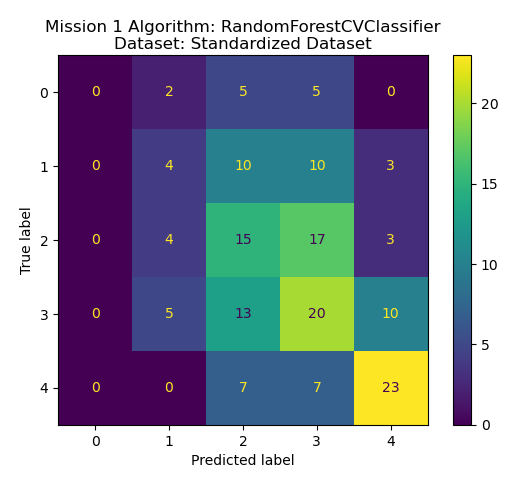 Mission 1 Algorithm: RandomForestCVClassifier
Dataset: Standardized Dataset
True label
0 0 2 5 5 0
1 0 4 10 10 3
2 0 4 15 17 3
3 0 5 13 20 10
4 0 0 7 7 23
0 1 2 3 4
Predicted label
20
15
10
5
0